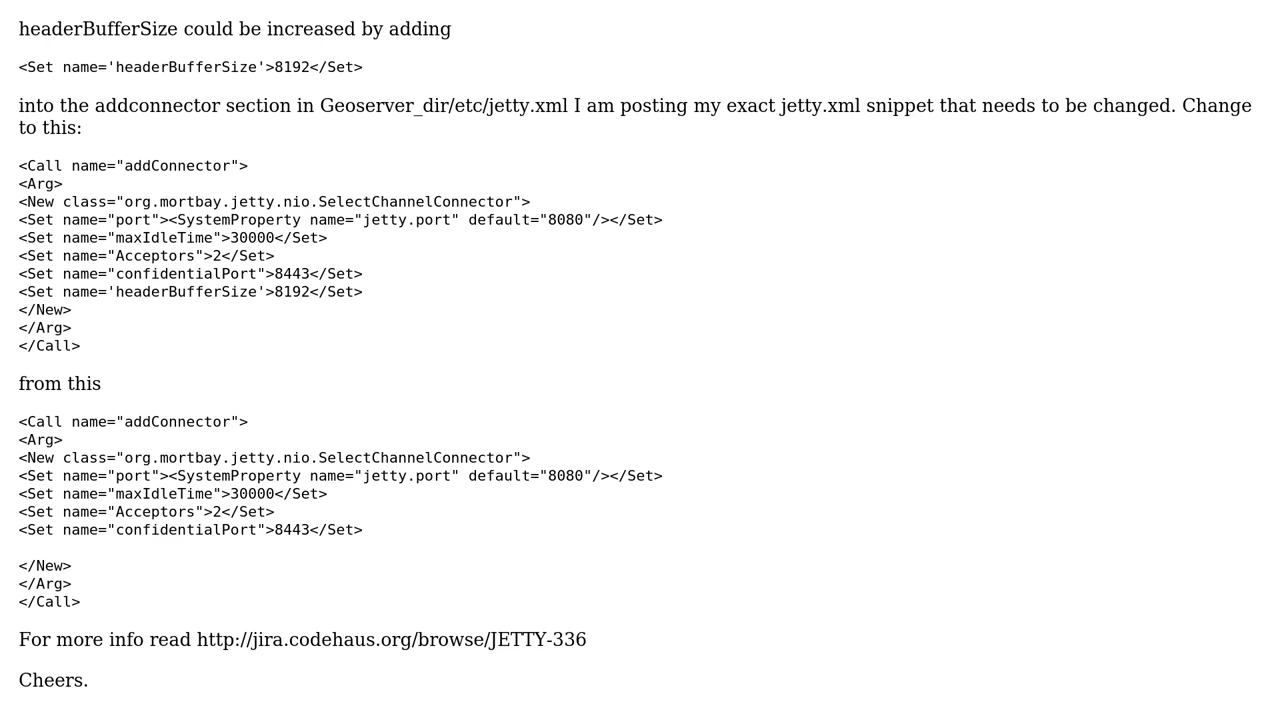 headerBufferSize could be increased by adding
<Set name='headerBufferSize'>8192</Set>
into the addconnector section in Geoserver_dir/etc/jetty.xml I am posting my exact jetty.xml snippet that needs to be changed. Change
to this:
<Call name="addConnector">
<Arg>
<New class="org.mortbay.jetty.nio.SelectChannelConnector">
<Set name="port"><SystemProperty name="jetty.port" default="8080"/></Set>
<Set name="maxIdleTime">30000</Set>
<Set name="Acceptors">2</Set>
<Set name="confidentialPort">8443</Set>
<Set name='headerBufferSize'>8192</Set>
</New>
</Arg>
</Call>
from this
<Call name="addConnector">
<Arg>
<New class="org.mortbay.jetty.nio.SelectChannelConnector">
<Set name="port"><SystemProperty name="jetty.port" default="8080"/></Set>
<Set name="maxIdleTime">30000</Set>
<Set name="Acceptors">2</Set>
<Set name="confidentialPort">8443</Set>
</New>
</Arg>
</Call>
For more info read http://jira.codehaus.org/browse/JETTY-336
Cheers.